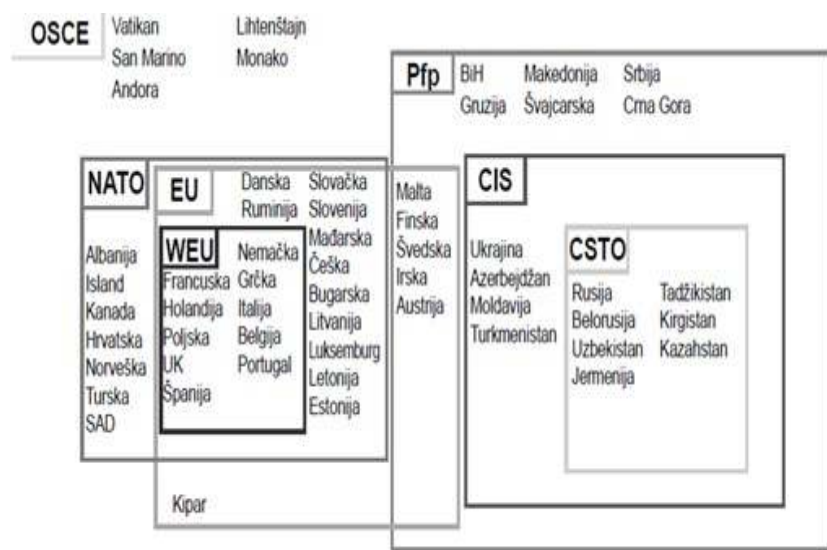 OSCE
Vatikan Lihtenštajn
San Marino Monako
Andora
Pfp
BiH Makedonija Srbija
Gruzija Švajcarska Crna Gora
NATO
Albanija
Island
Kanada
Hrvatska
Norveška
Turska
SAD
EU
Danska Slovačka
Ruminija Slovenija
Mađarska
Češka
Bugarska
Litvanija
Luksemburg
Letonija
Estonija
WEU
Nemačka
Francuska Grčka
Holandija Italija
Poljska Belgija
UK Portugal
Španija
Kipar
Malta
Finska
Švedska
Irska
Austrija
CIS
Ukrajina
Azerbejdžan
Moldavija
Turkmenistan
CSTO
Rusija Tadžikistan
Belorusija Kirgistan
Uzbekistan Kazahstan
Jermenija